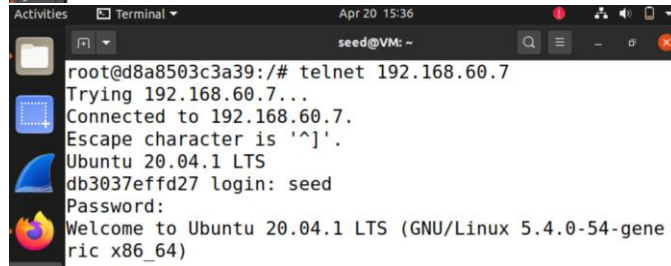 Activities Terminal Apr 20 15:36
seed@VM: ~
root@d8a8503c3a39:/# telnet 192.168.60.7
Trying 192.168.60.7...
Connected to 192.168.60.7.
Escape character is '^]'.
Ubuntu 20.04.1 LTS
db3037effd27 login: seed
Password:
Welcome to Ubuntu 20.04.1 LTS (GNU/Linux 5.4.0-54-gene
ric x86_64)